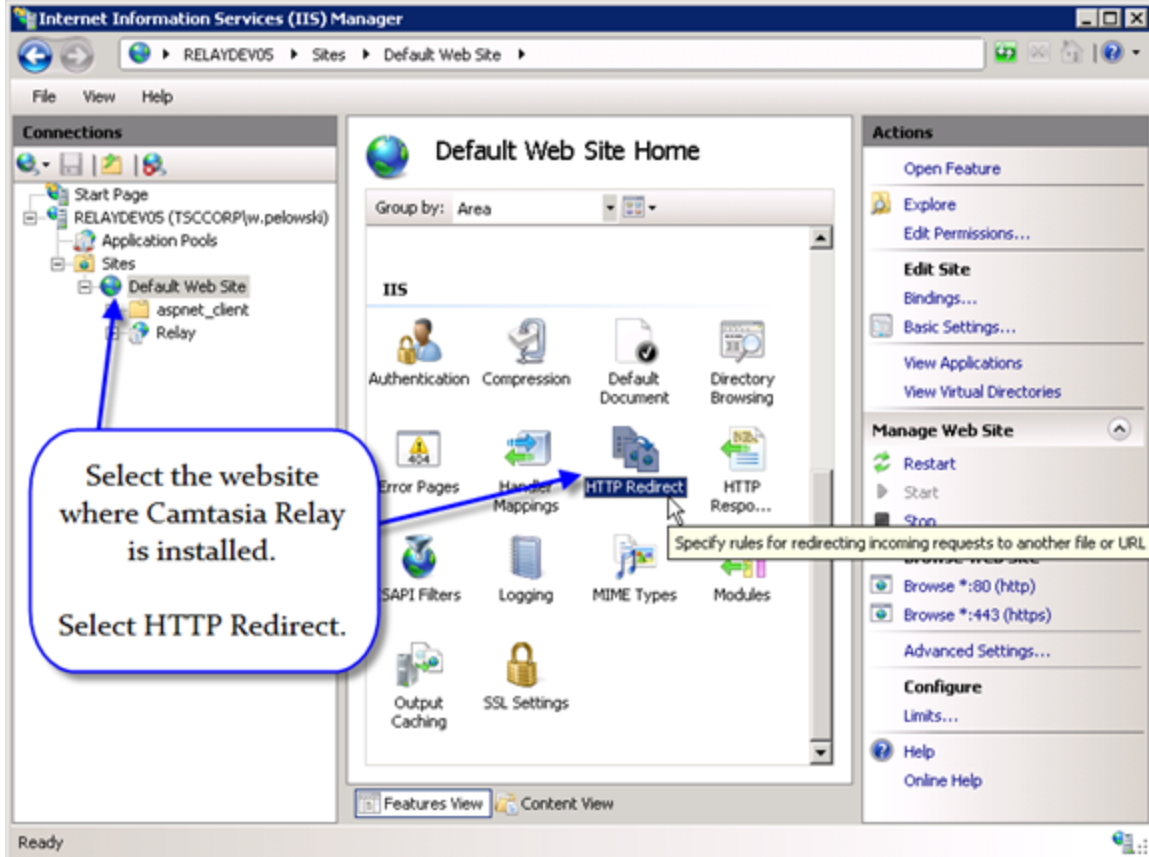 Internet Information Services (IIS) Manager
RELAYDEV05 Sites Default Web Site
File View Help
Connections
Start Page
RELAYDEV05 (TSCCORP\w.pelowski)
Application Pools
Sites
Default Web Site
aspnet_client
Relay
Select the website
where Camtasia Relay
is installed.
Select HTTP Redirect.
Default Web Site Home
Group by: Area
IIS
Authentication Compression Default Directory
Document Browsing
404
Error Pages Handler HTTP Redirect HTTP
Mappings Respo...
Specify rules for redirecting incoming requests to another file or URL
SAPI Filters Logging MIME Types Modules
Output SSL Settings
Caching
Features View Content View
Actions
Open Feature
Explore
Edit Permissions...
Edit Site
Bindings...
Basic Settings...
View Applications
View Virtual Directories
Manage Web Site
Restart
Start
Stop
Browse Web Site
Browse *:80 (http)
Browse *:443 (https)
Advanced Settings...
Configure
Limits...
Help
Online Help
Ready